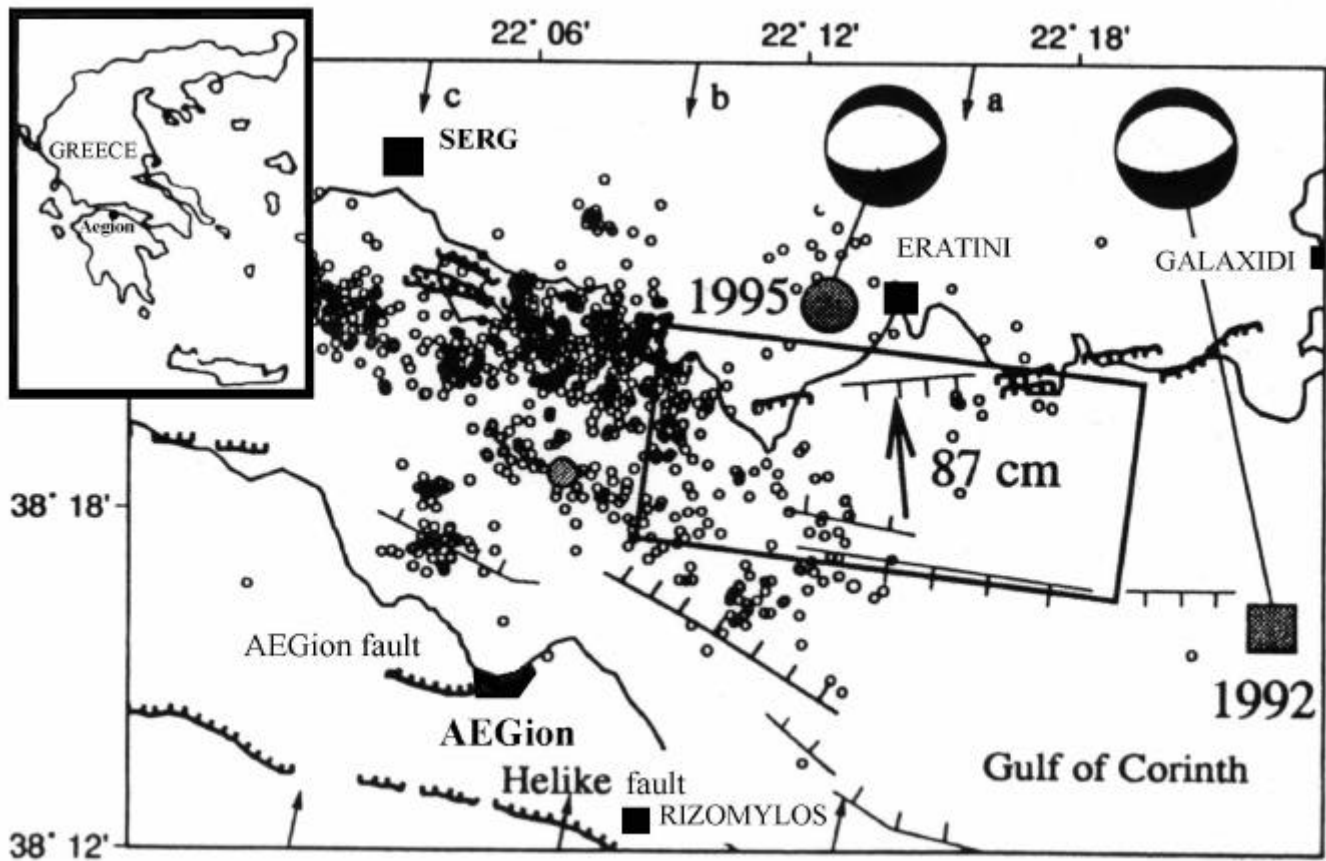 22° 06'
22° 12'
22° 18'
c
b
a
SERG
GREECE
Aegion
ERATINI
GALAXIDI
1995
87 cm
38° 18'
AEGion fault
1992
AEGion
Gulf of Corinth
Helike fault
RIZOMYLOS
38° 12'